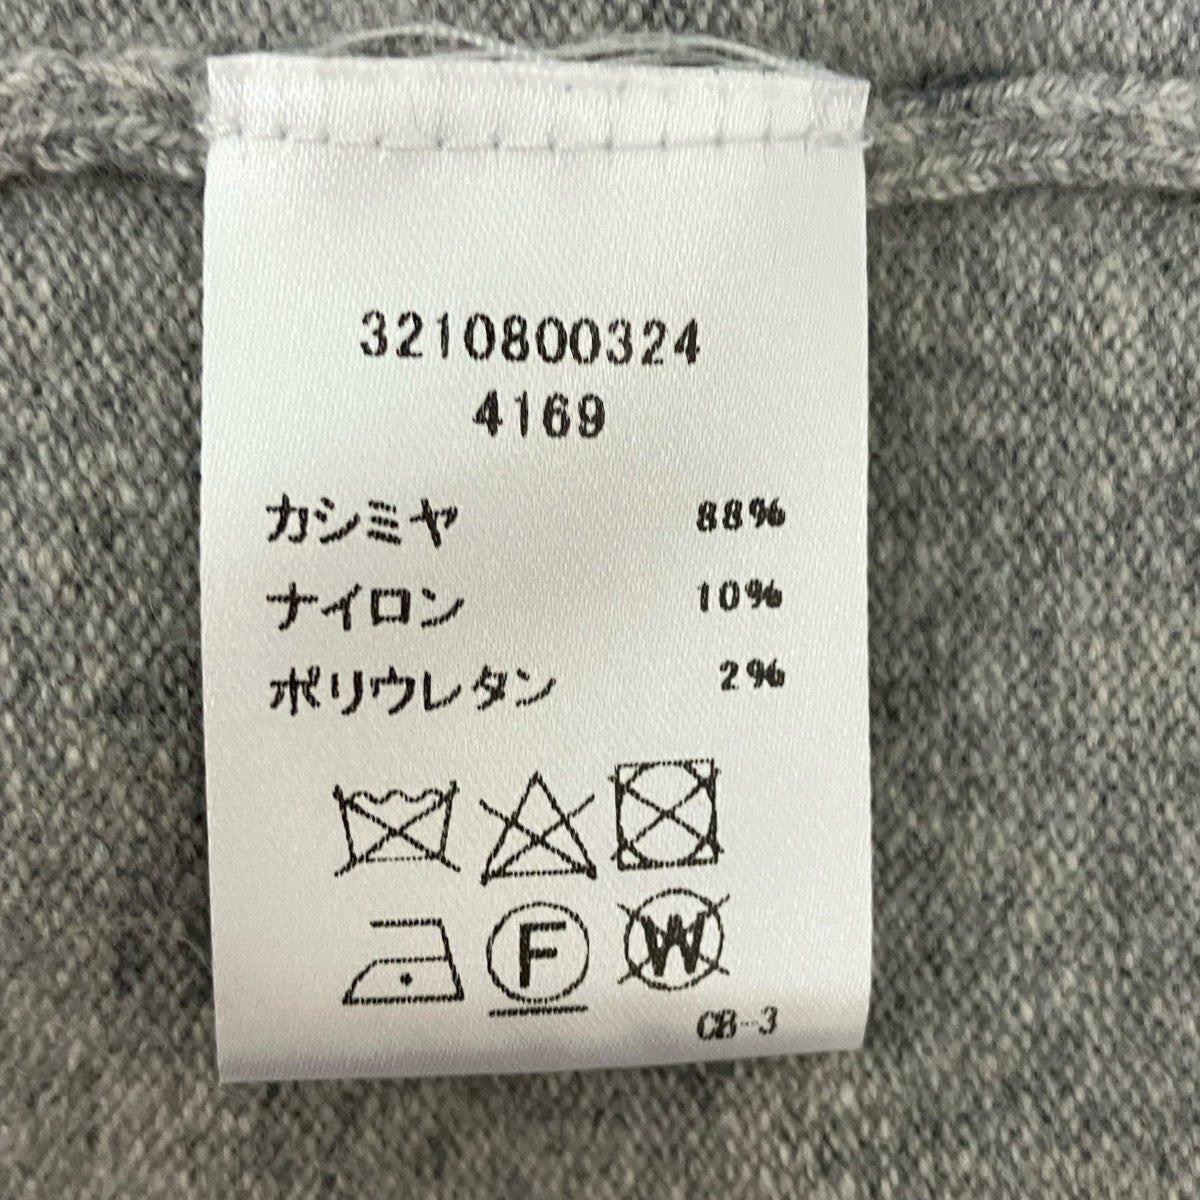 3210800324
4169
カシミヤ 88%
ナイロン 10%
ポリウレタン 2%
F W
CB-3